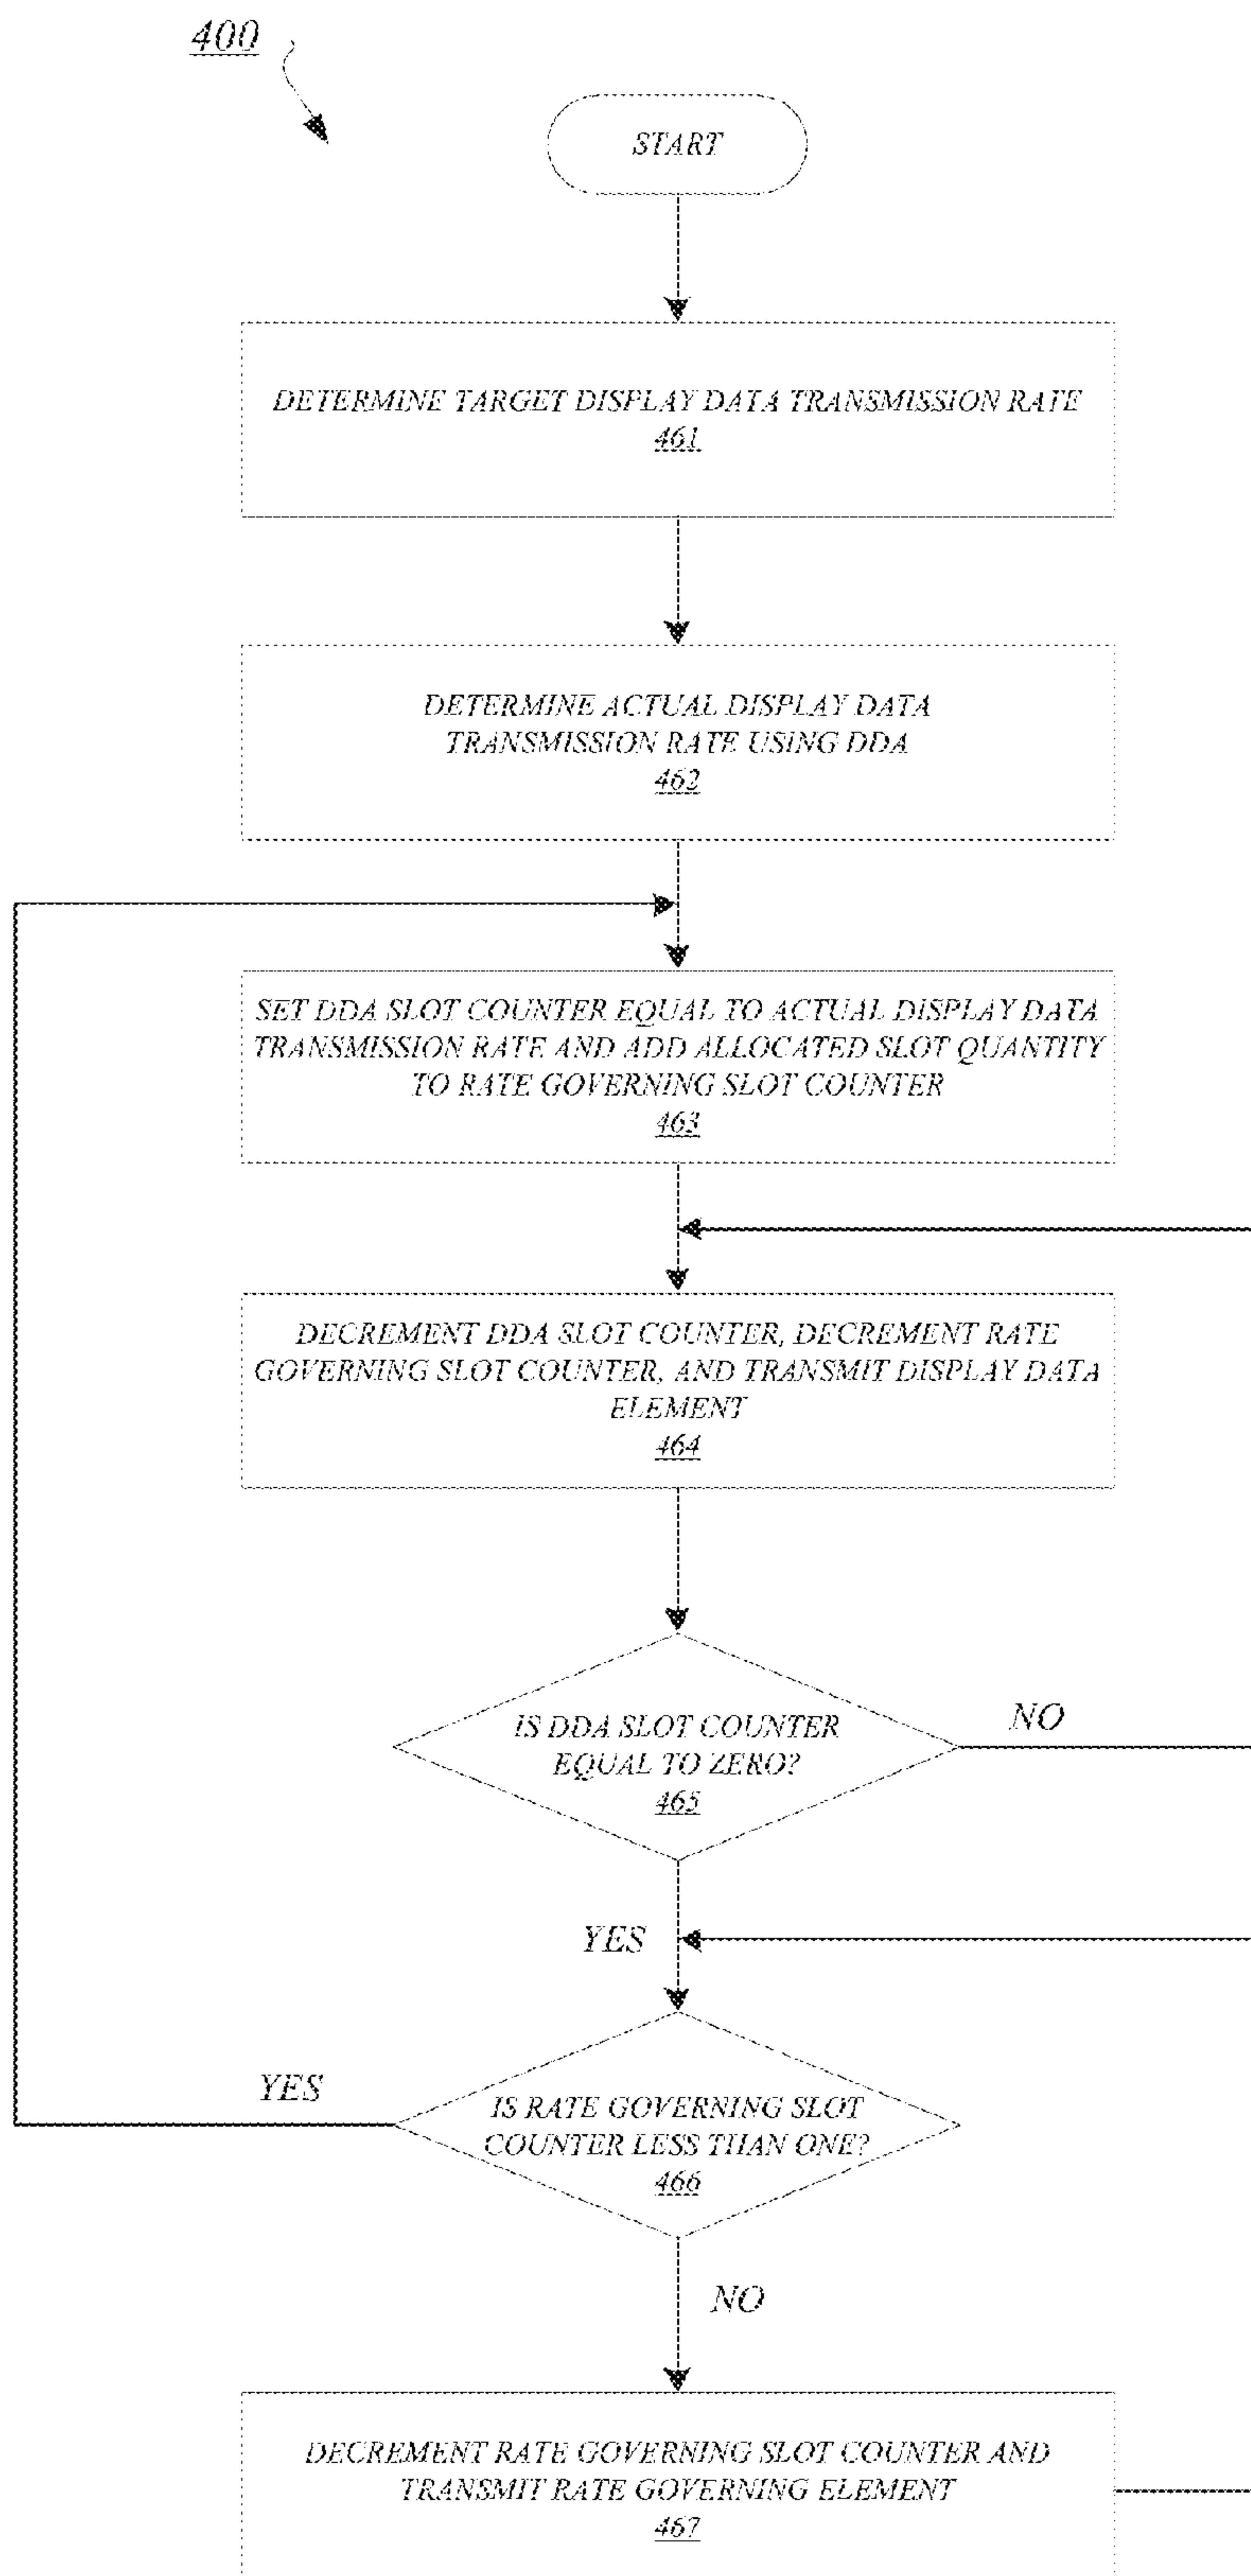 400
START
DETERMINE TARGET DISPLAY DATA TRANSMISSION RATE
461
DETERMINE ACTUAL DISPLAY DATA
TRANSMISSION RATE USING DDA
462
SET DDA SLOT COUNTER EQUAL TO ACTUAL DISPLAY DATA
TRANSMISSION RATE AND ADD ALLOCATED SLOT QUANTITY
TO RATE GOVERNING SLOT COUNTER
463
DECREMENT DDA SLOT COUNTER, DECREMENT RATE
GOVERNING SLOT COUNTER, AND TRANSMIT DISPLAY DATA
ELEMENT
464
NO
IS DDA SLOT COUNTER
EQUAL TO ZERO?
465
YES
YES
IS RATE GOVERNING SLOT
COUNTER LESS THAN ONE?
466
NO
DECREMENT RATE GOVERNING SLOT COUNTER AND
TRANSMIT RATE GOVERNING ELEMENT
467